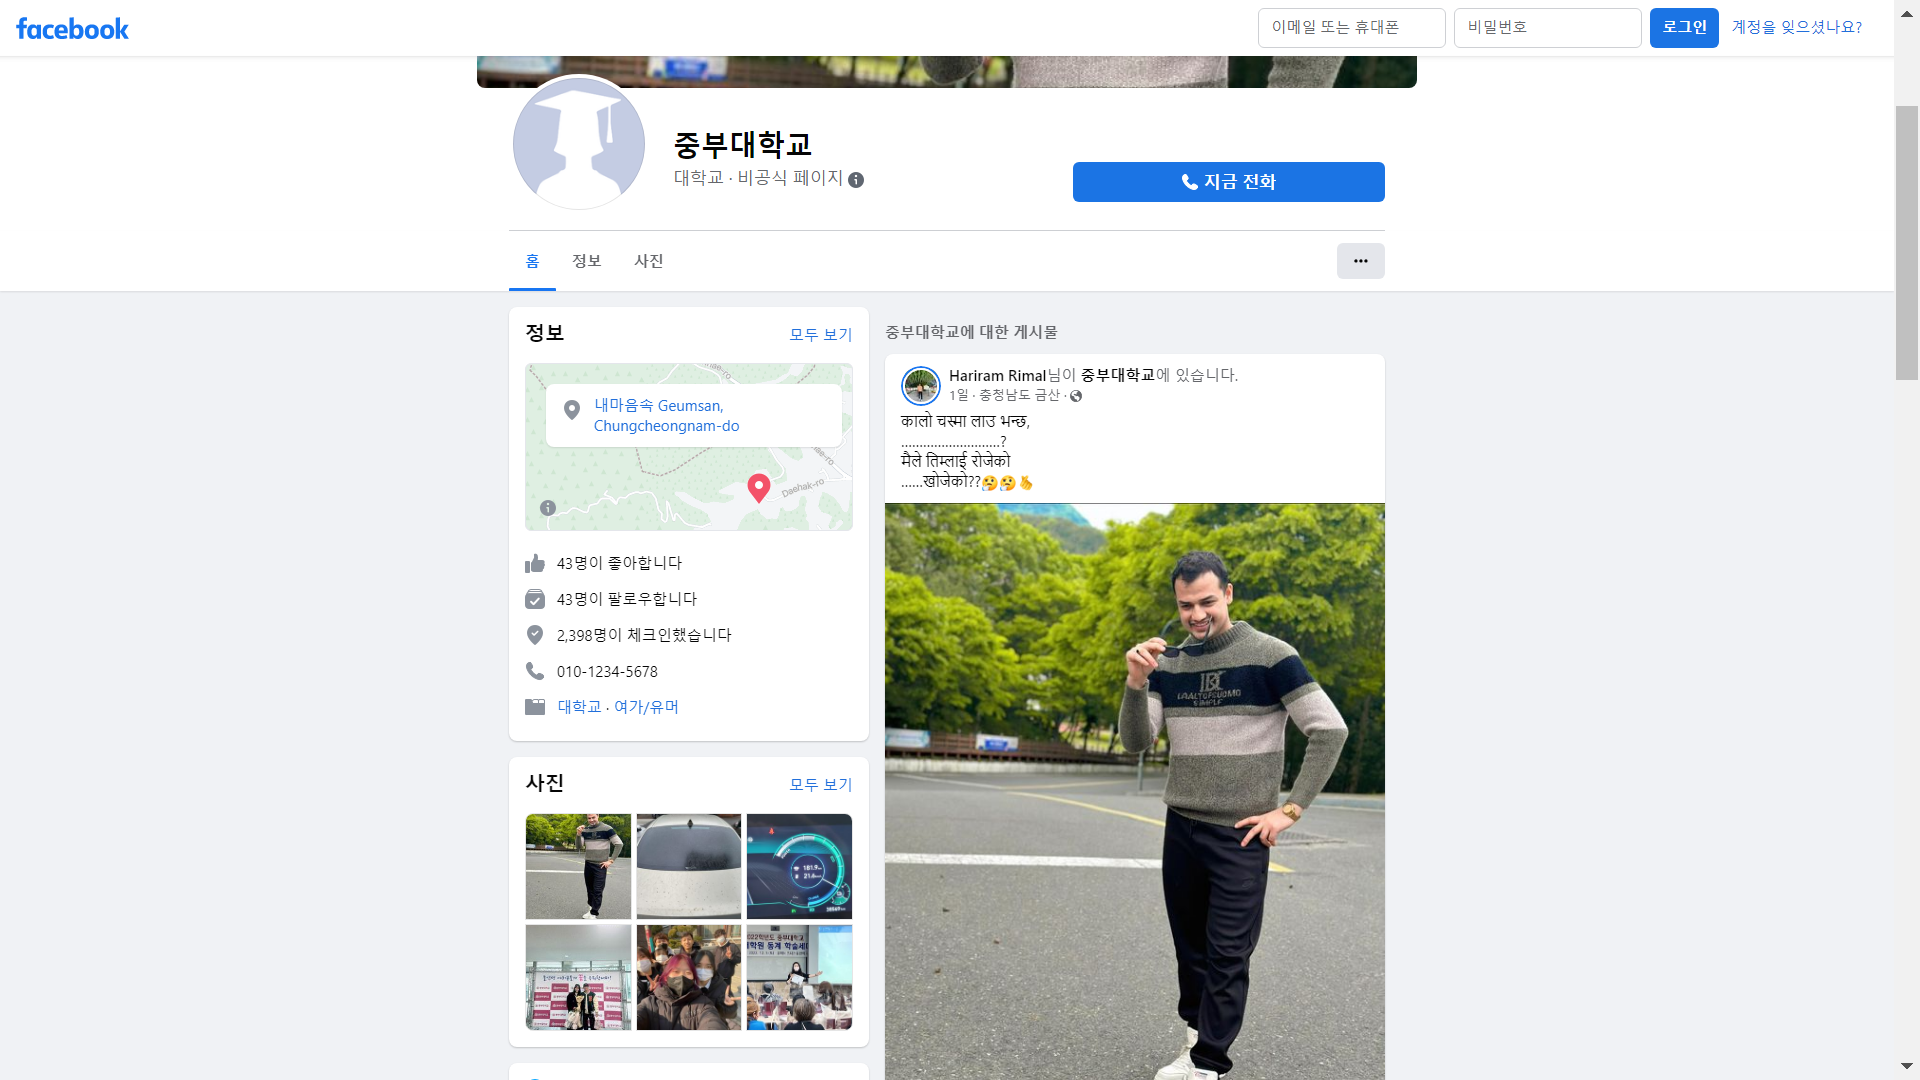 facebook
이메일 또는 휴대폰
비밀번호
로그인
계정을 잊으셨나요?
중부대학교
대학교 · 비공식 페이지
지금 전화
홈
정보
사진
정보
모두 보기
내마음속 Geumsan,
Chungcheongnam-do
Daehak-ro
43명이 좋아합니다
43명이 팔로우합니다
2,398명이 체크인했습니다
010-1234-5678
대학교 · 여가/유머
사진
모두 보기
중부대학교에 대한 게시물
Hariram Rimal님이 중부대학교에 있습니다.
1일 · 충청남도 금산 ·
कालो चस्मा लाउ भन्छ,
...........................?
मैले तिम्लाई रोजेको
......खोजेको??🤧🤧🫰